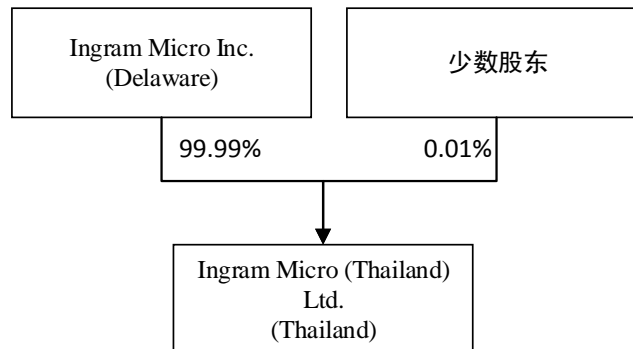 Ingram Micro Inc.
(Delaware)
少数股东
99.99%
0.01%
Ingram Micro (Thailand)
Ltd.
(Thailand)